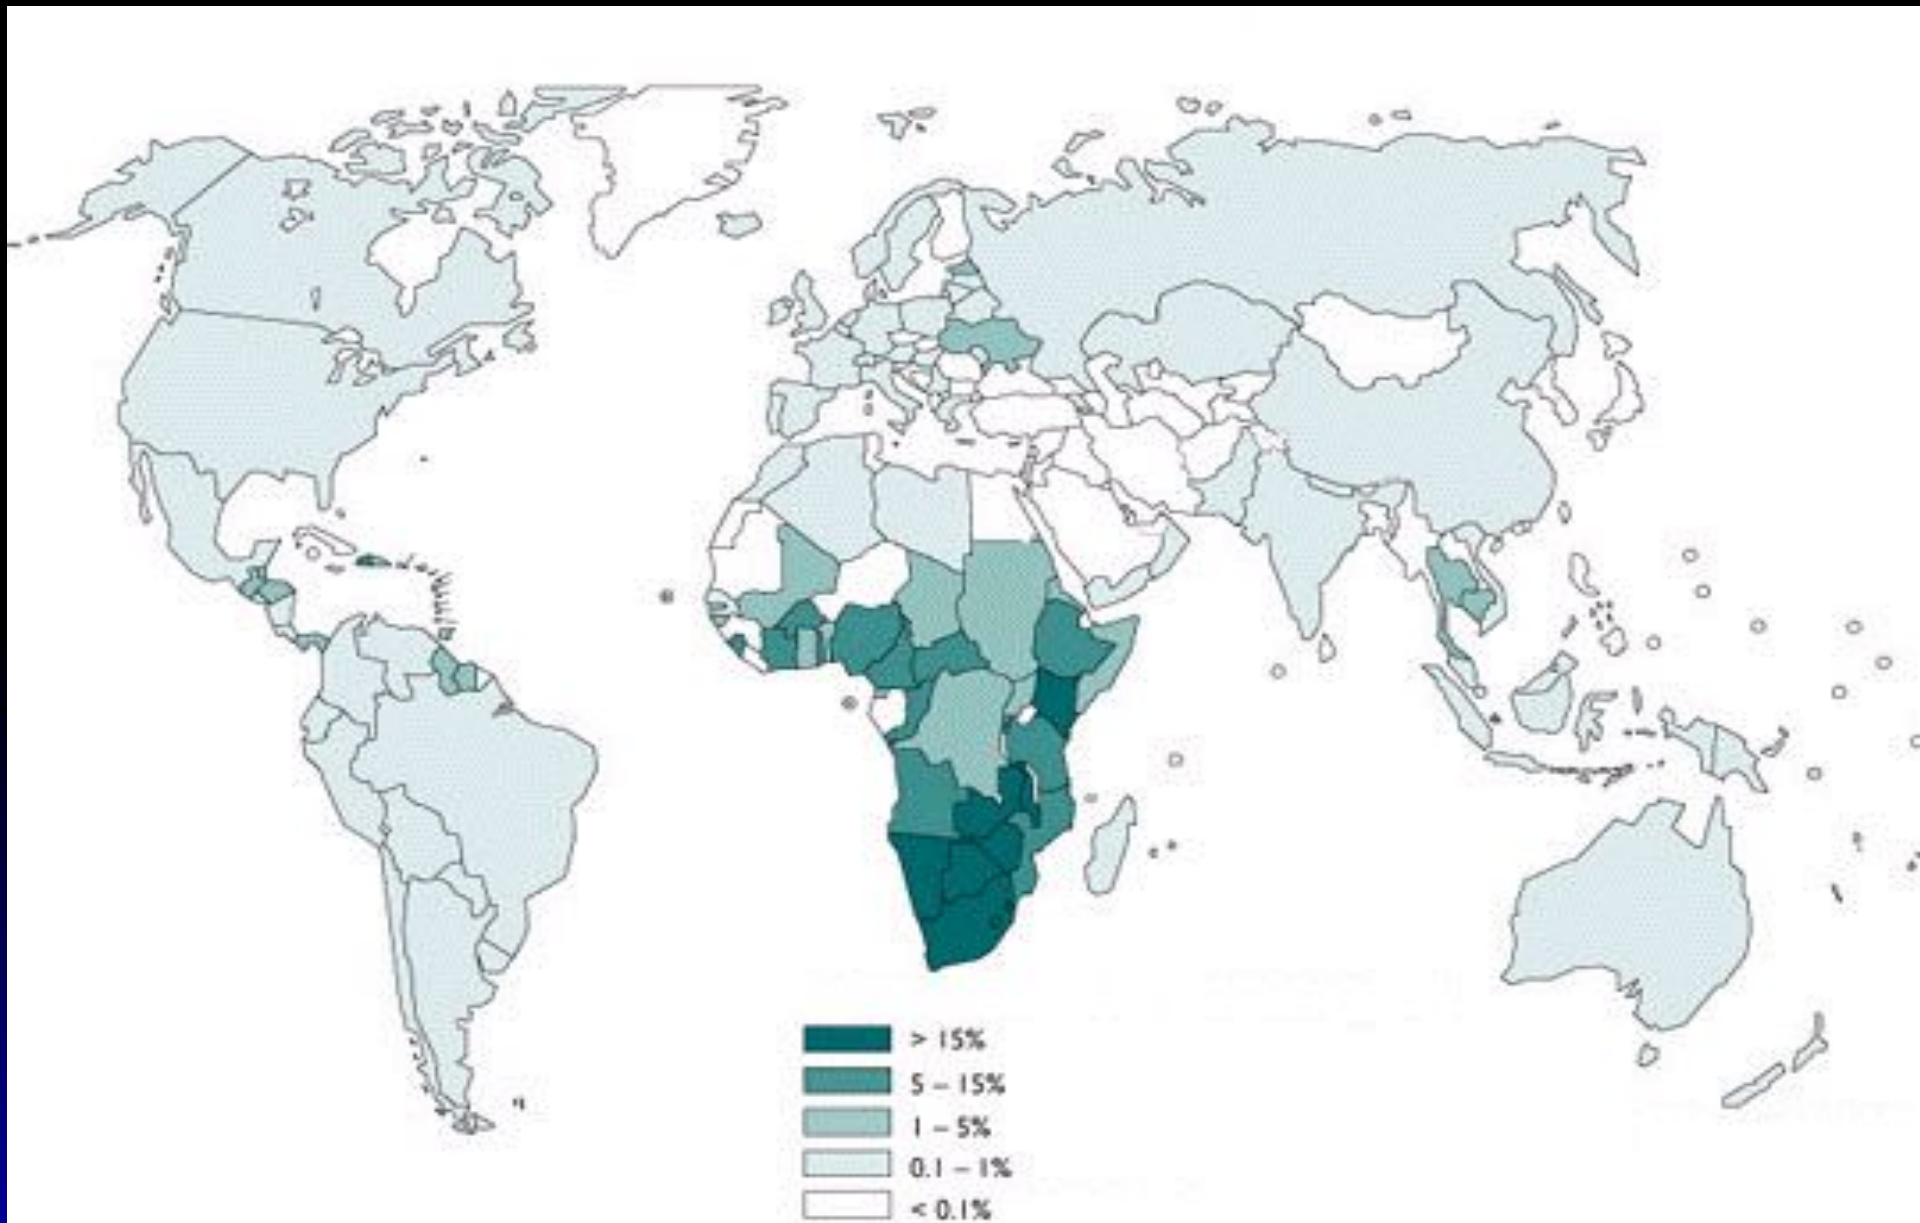 > 15%
5 – 15%
1 – 5%
0.1 – 1%
< 0.1%